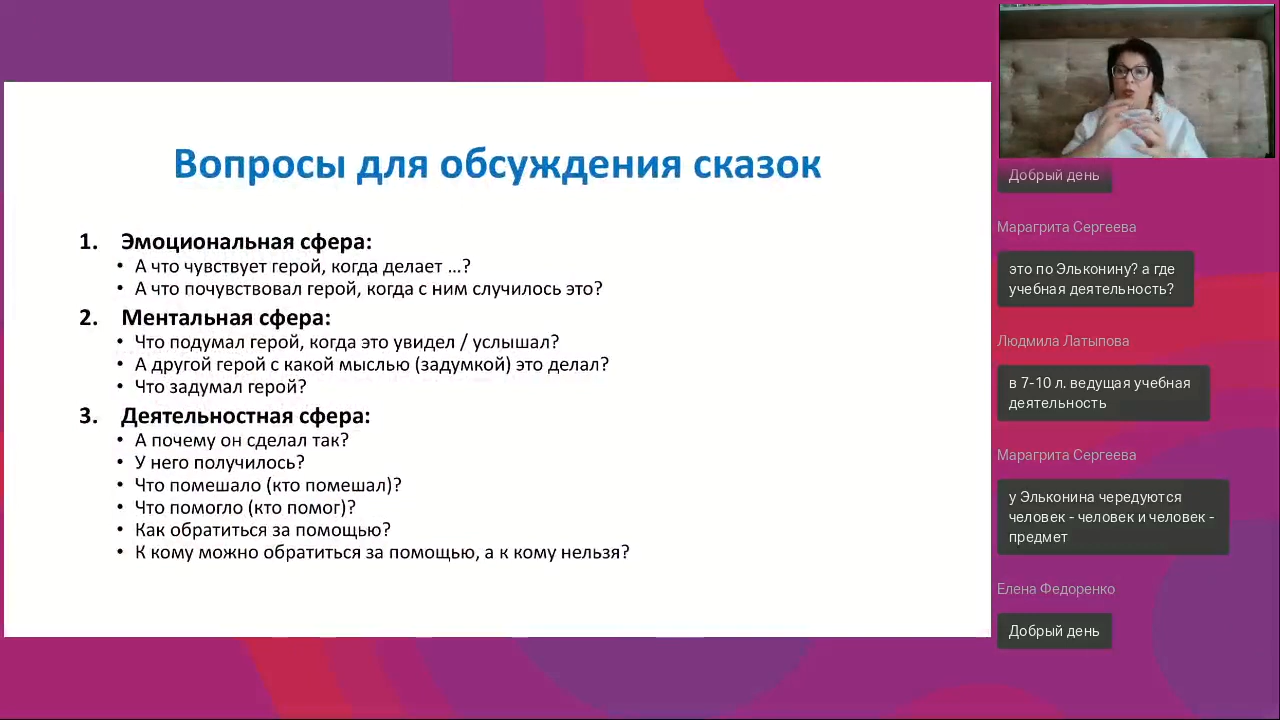 Вопросы для обсуждения сказок
1. Эмоциональная сфера:
• А что чувствует герой, когда делает …?
• А что почувствовал герой, когда с ним случилось это?
2. Ментальная сфера:
• Что подумал герой, когда это увидел / услышал?
• А другой герой с какой мыслью (задумкой) это делал?
• Что задумал герой?
3. Деятельностная сфера:
• А почему он сделал так?
• У него получилось?
• Что помешало (кто помешал)?
• Что помогло (кто помог)?
• Как обратиться за помощью?
• К кому можно обратиться за помощью, а к кому нельзя?
Добрый день
Марагрита Сергеева
это по Эльконину? а где
учебная деятельность?
Людмила Латыпова
в 7-10 л. ведущая учебная
деятельность
Марагрита Сергеева
у Эльконина чередуются
человек - человек и человек -
предмет
Елена Федоренко
Добрый день